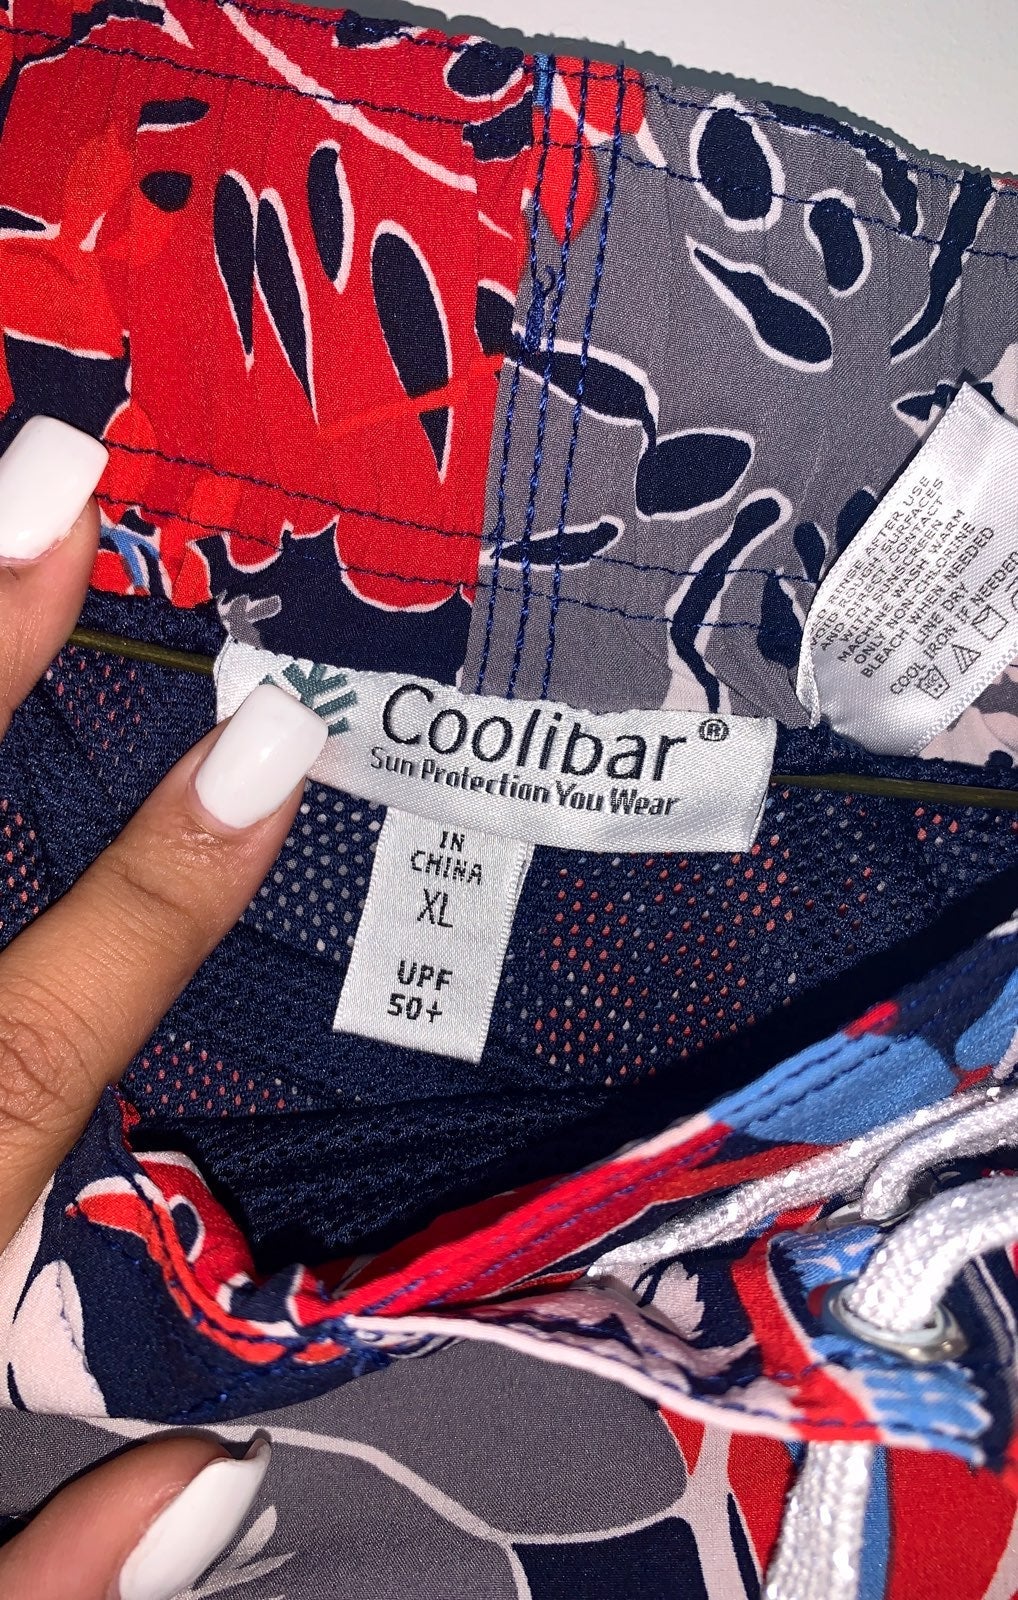 Coolibar®
Sun Protection You Wear
IN
CHINA
XL
UPF
50+
RINSE AFTER USE
AVOID ROUGH SURFACES
AND SUNSCREEN CONTACT
MACHINE WASH WARM
WITH
ONLY NON-CHLORINE
BLEACH WHEN NEEDED
LINE DRY
COOL IRON IF NEEDED